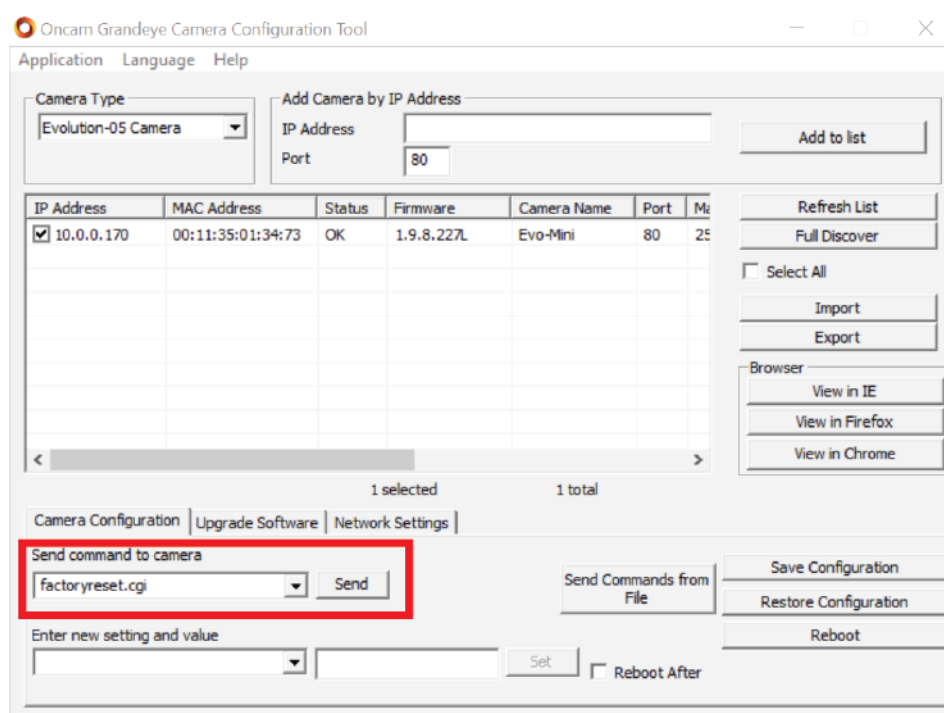 Oncam Grandeye Camera Configuration Tool
Application Language Help
Camera Type
Evolution-05 Camera
Add Camera by IP Address
IP Address
Port 80
Add to list
IP Address MAC Address Status Firmware Camera Name Port Ma
10.0.0.170 00:11:35:01:34:73 OK 1.9.8.227L Evo-Mini 80 25
Refresh List
Full Discover
Select All
Import
Export
Browser
View in IE
View in Firefox
View in Chrome
1 selected 1 total
Camera Configuration Upgrade Software Network Settings
Send command to camera
factoryreset.cgi Send
Send Commands from
File
Save Configuration
Restore Configuration
Reboot
Enter new setting and value
Set Reboot After